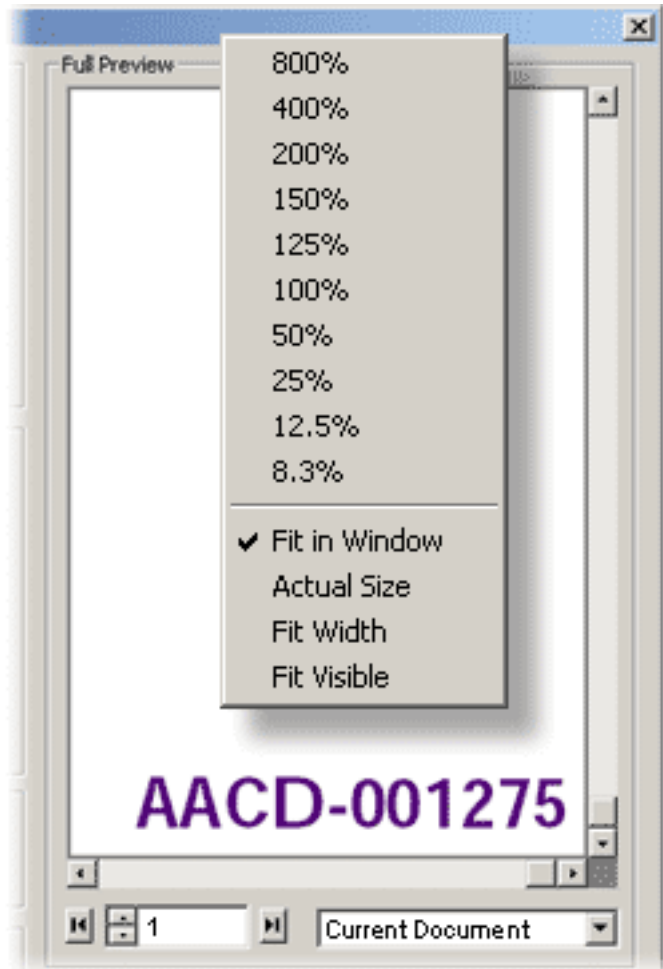 Full Preview
800%
400%
200%
150%
125%
100%
50%
25%
12.5%
8.3%
Fit in Window
Actual Size
Fit Width
Fit Visible
AACD-001275
1
Current Document